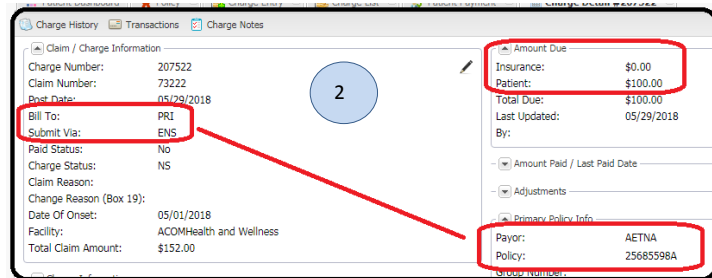 Charge Detail #207522
Charge History Transactions Charge Notes
Claim / Charge Information
Charge Number: 207522
Claim Number: 73222
Post Date: 05/29/2018
Bill To: PRI
Submit Via: ENS
Paid Status: No
Charge Status: NS
Claim Reason:
Change Reason (Box 19):
Date Of Onset: 05/01/2018
Facility: ACOMHealth and Wellness
Total Claim Amount: $152.00
2
Amount Due
Insurance: $0.00
Patient: $100.00
Total Due: $100.00
Last Updated: 05/29/2018
By:
Amount Paid / Last Paid Date
Adjustments
Primary Policy Info
Payor: AETNA
Policy: 25685598A
Group Number: